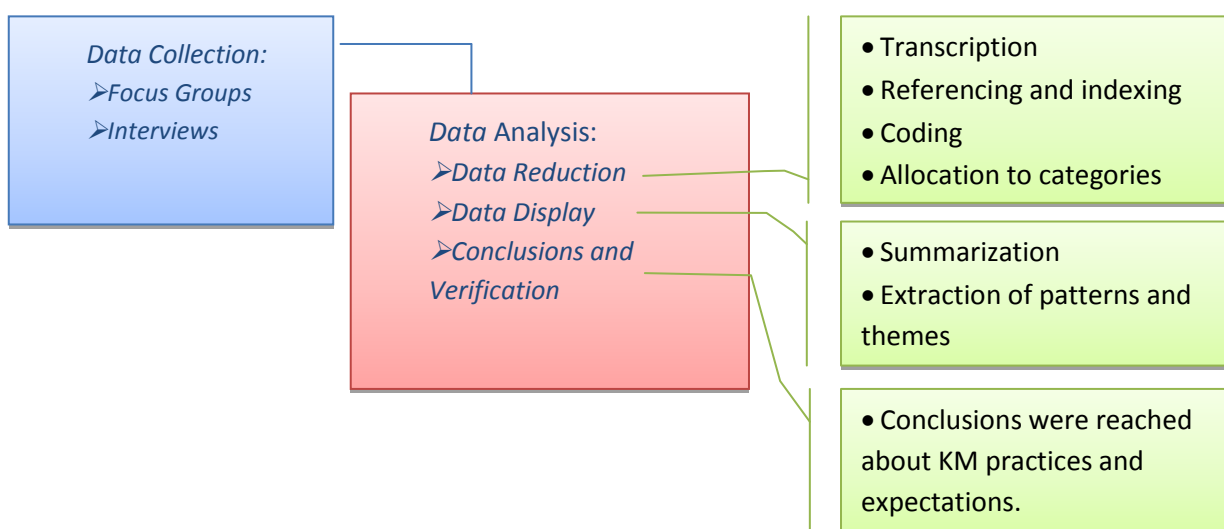 Data Collection:
➢Focus Groups
➢Interviews
Data Analysis:
➢Data Reduction
➢Data Display
➢Conclusions and
Verification
• Transcription
• Referencing and indexing
• Coding
• Allocation to categories
• Summarization
• Extraction of patterns and
themes
• Conclusions were reached
about KM practices and
expectations.